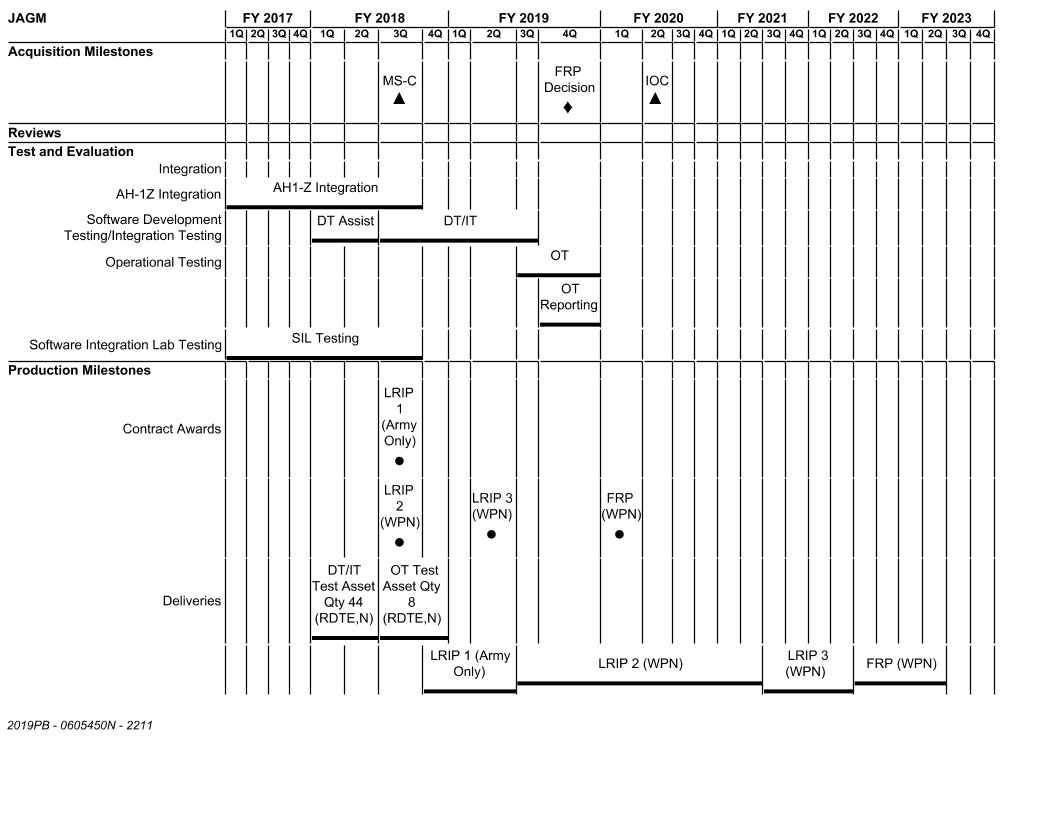 JAGM FY 2017 FY 2018 FY 2019 FY 2020 FY 2021 FY 2022 FY 2023
1Q 2Q 3Q 4Q 1Q 2Q 3Q 4Q 1Q 2Q 3Q 4Q 1Q 2Q 3Q 4Q 1Q 2Q 3Q 4Q 1Q 2Q 3Q 4Q 1Q 2Q 3Q 4Q
Acquisition Milestones
MS-C
FRP
Decision
IOC
Reviews
Test and Evaluation
Integration
AH-1Z Integration
AH1-Z Integration
Software Development
Testing/Integration Testing
DT Assist
DT/IT
Operational Testing
OT
OT
Reporting
Software Integration Lab Testing
SIL Testing
Production Milestones
Contract Awards
LRIP
1
(Army
Only)
LRIP
2
(WPN)
LRIP 3
(WPN)
FRP
(WPN)
Deliveries
DT/IT
Test Asset
Qty 44
(RDTE,N)
OT Test
Asset Qty
8
(RDTE,N)
LRIP 1 (Army
Only)
LRIP 2 (WPN)
LRIP 3
(WPN)
FRP (WPN)
2019PB - 0605450N - 2211